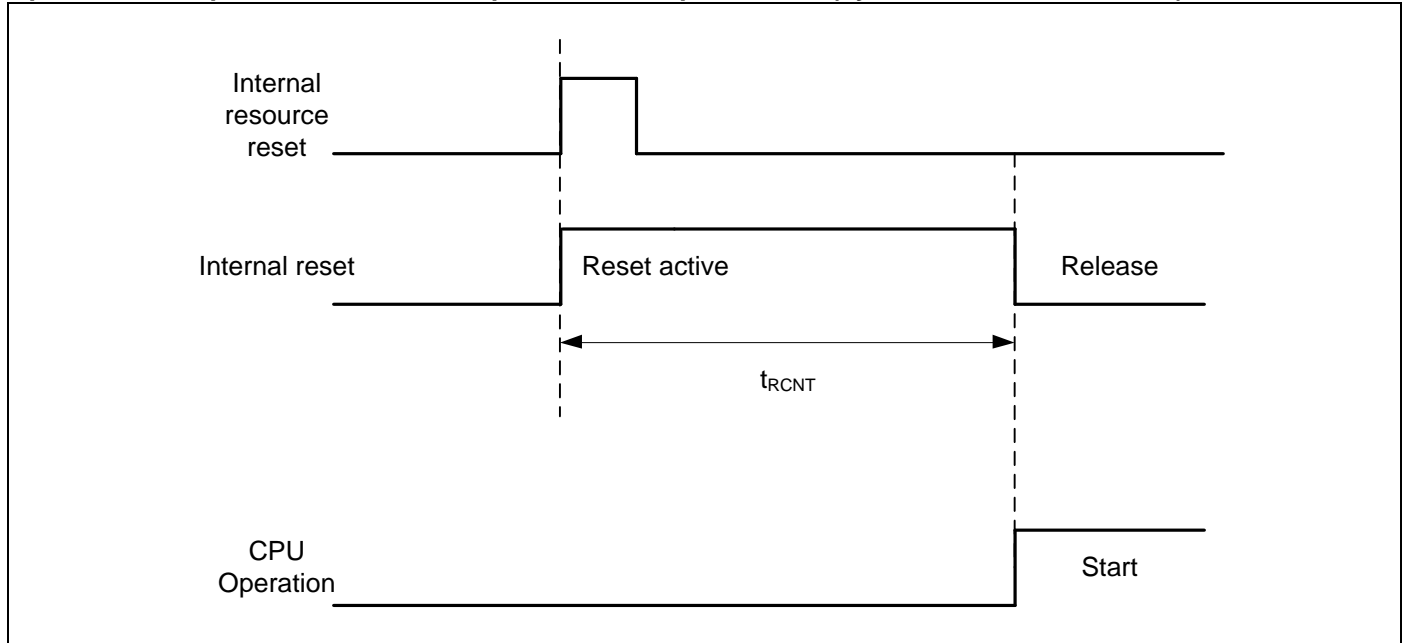 Internal
resource
reset
Internal reset
Reset active
Release
tRCNT
CPU
Operation
Start